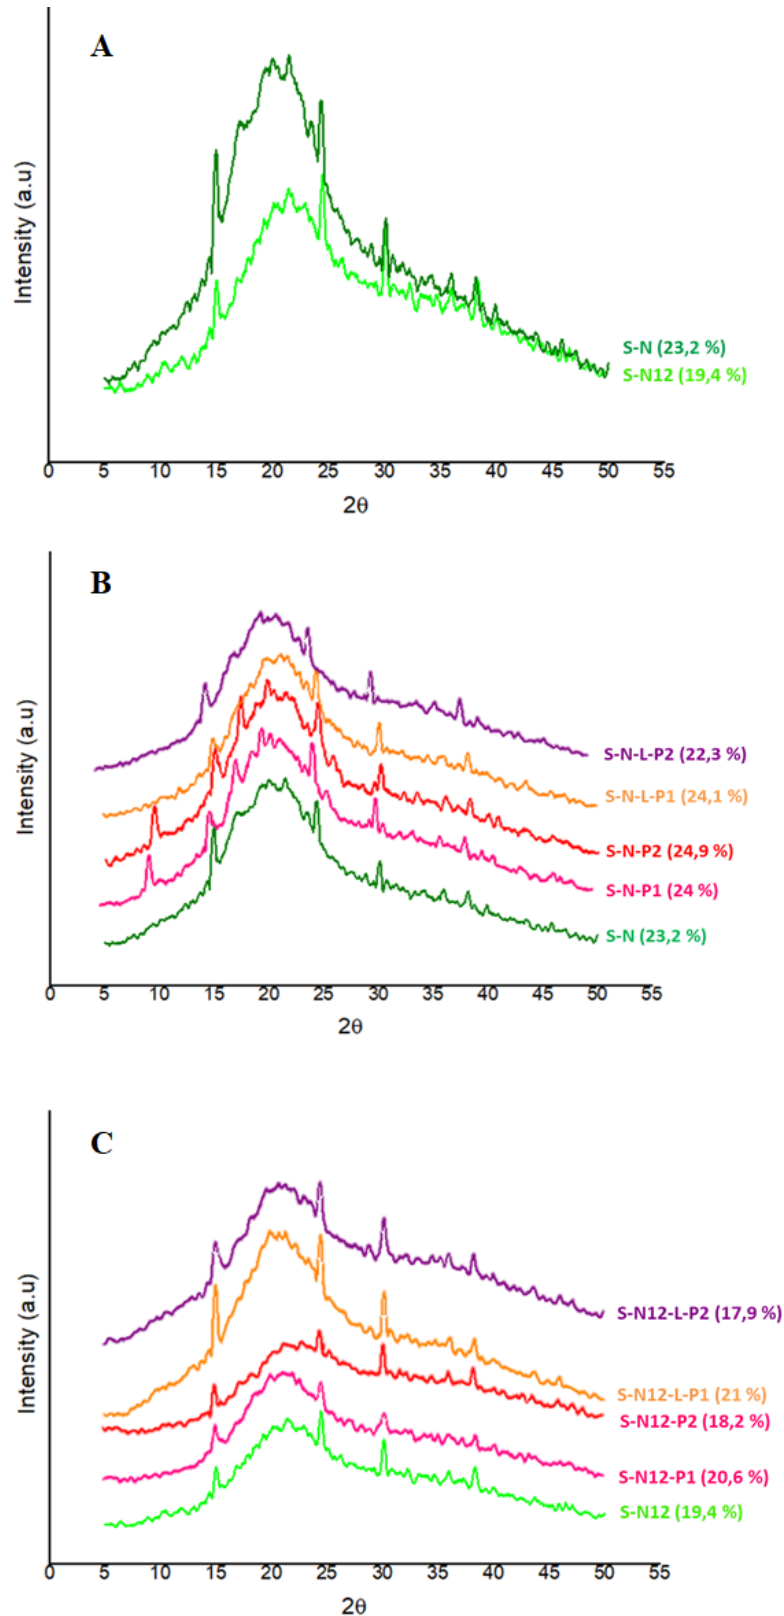 A
Intensity (a.u)
S-N (23,2 %)
S-N12 (19,4 %)
0 5 10 15 20 25 30 35 40 45 50 55
2θ
B
Intensity (a.u)
S-N-L-P2 (22,3 %)
S-N-L-P1 (24,1 %)
S-N-P2 (24,9 %)
S-N-P1 (24 %)
S-N (23,2 %)
0 5 10 15 20 25 30 35 40 45 50 55
2θ
C
Intensity (a.u)
S-N12-L-P2 (17,9 %)
S-N12-L-P1 (21 %)
S-N12-P2 (18,2 %)
S-N12-P1 (20,6 %)
S-N12 (19,4 %)
0 5 10 15 20 25 30 35 40 45 50 55
2θ